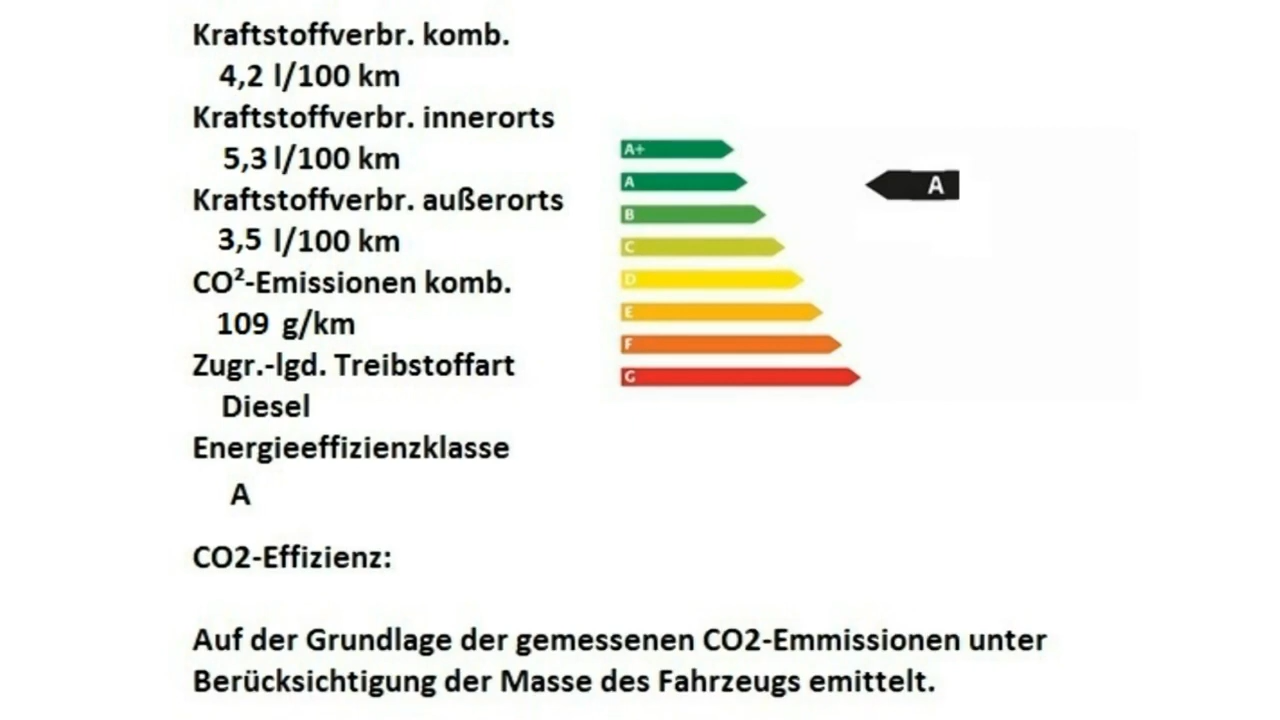 Kraftstoffverbr. komb.
4,2 l/100 km
Kraftstoffverbr. innerorts
5,3 l/100 km
Kraftstoffverbr. außerorts
3,5 l/100 km
CO²-Emissionen komb.
109 g/km
Zugr.-lgd. Treibstoffart
Diesel
Energieeffizienzklasse
A
A+
A
A
B
C
D
E
F
G
CO2-Effizienz:
Auf der Grundlage der gemessenen CO2-Emmissionen unter
Berücksichtigung der Masse des Fahrzeugs emittelt.